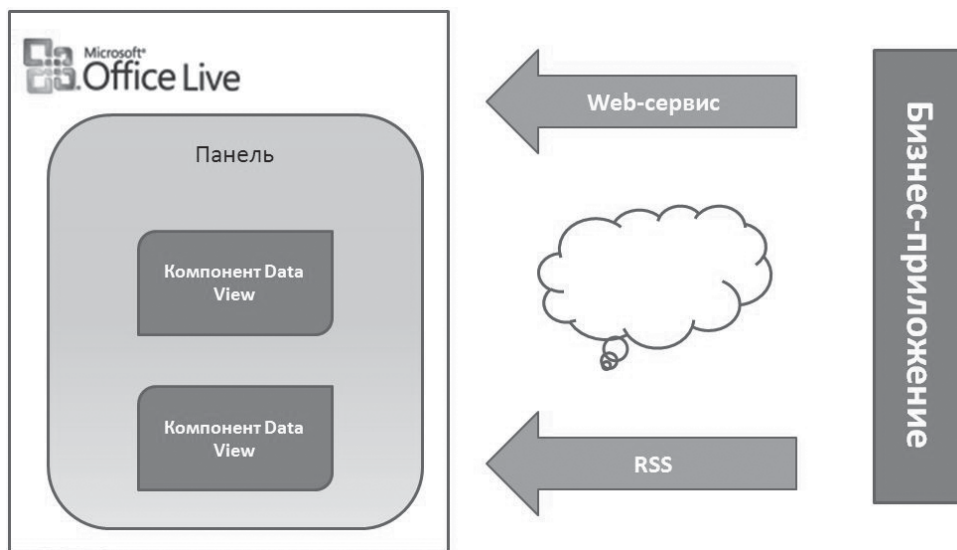 Microsoft®
Office Live
Панель
Компонент Data
View
Компонент Data
View
Web-сервис
RSS
Бизнес-приложение